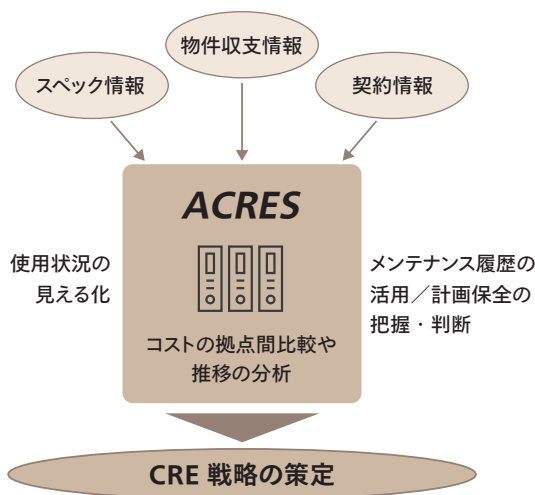 物件収支情報
スペック情報
契約情報
ACRES
使用状況の
見える化
メンテナンス履歴の
活用／計画保全の
把握・判断
コストの拠点間比較や
推移の分析
CRE 戦略の策定